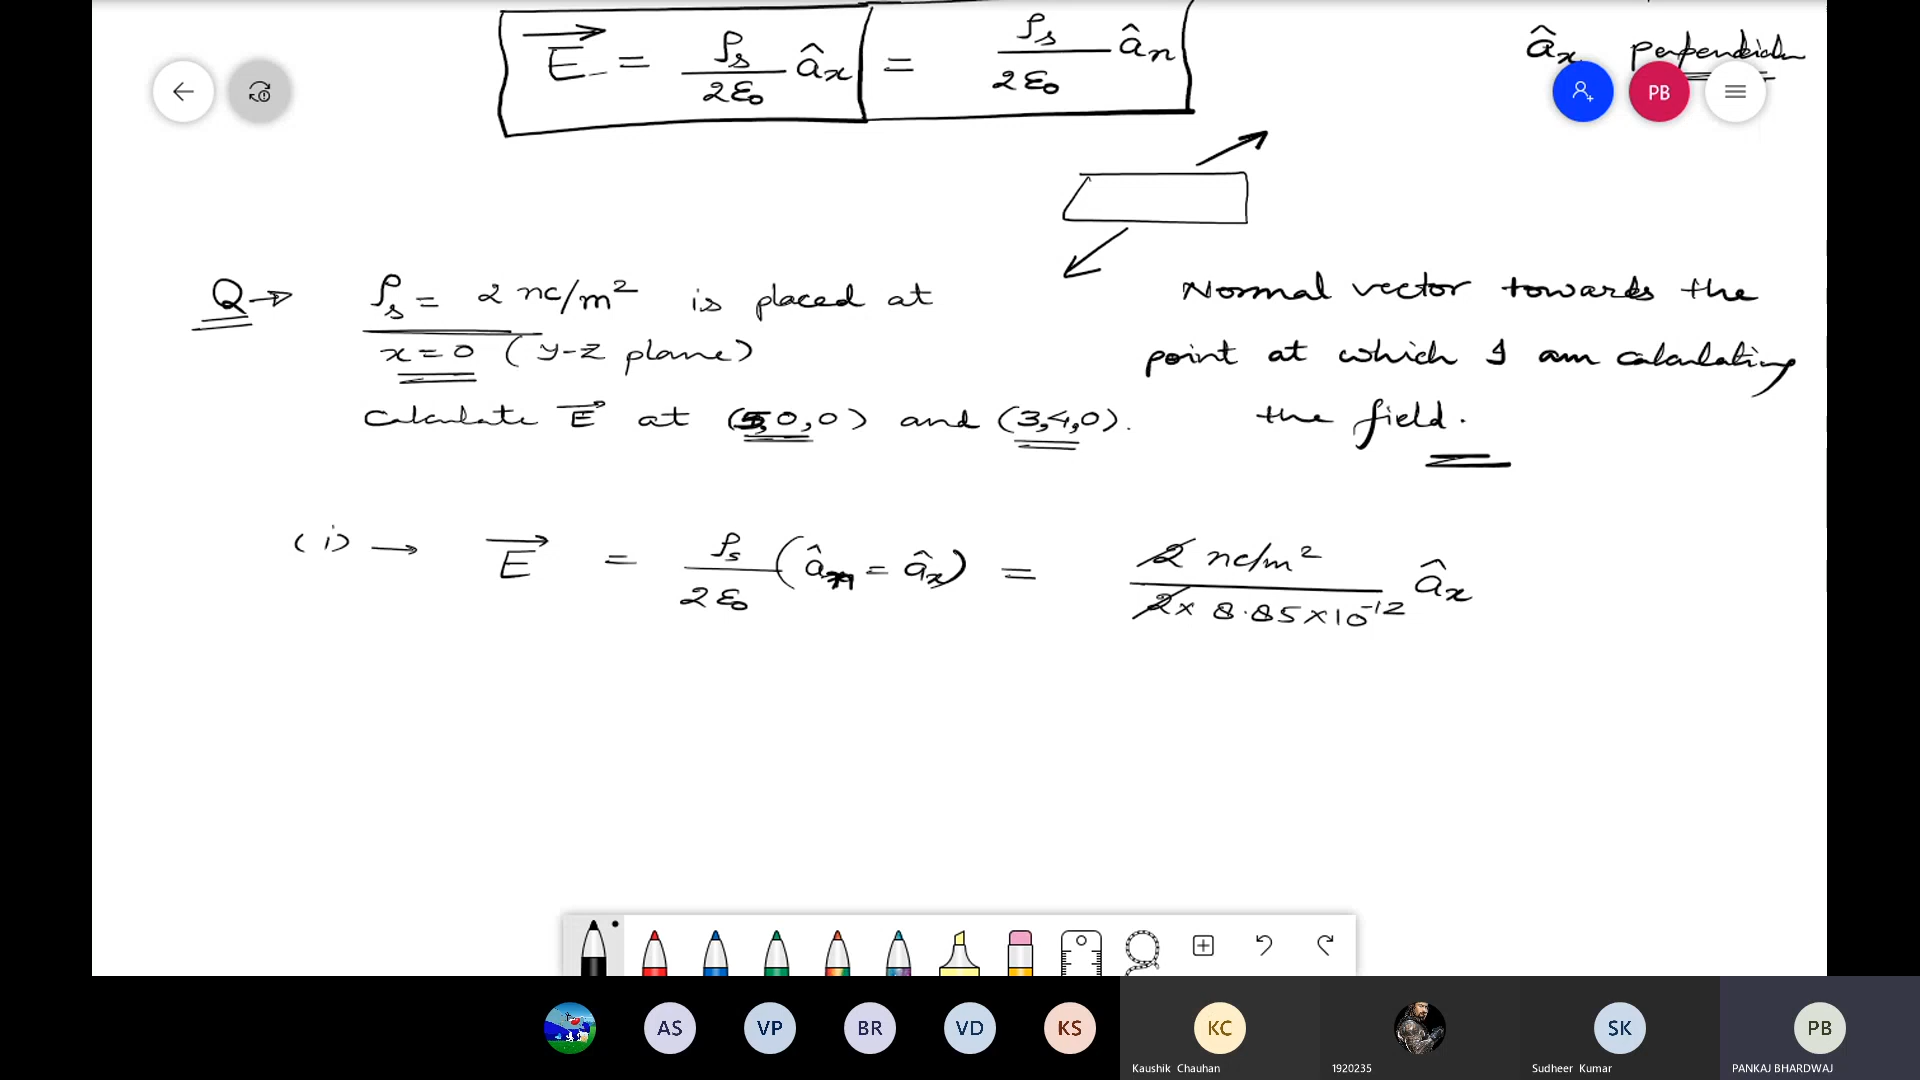 E = ρs/2ε₀ âx = ρs/2ε₀ ân
âx perpendicular
PB
Q→ ρs = 2 nc/m² is placed at
x=0 (y-z plane)
calculate E at (5,0,0) and (3,4,0).
Normal vector towards the
point at which I am calculating
the field.
(i) → E = ρs/2ε₀ (ân = âx) = 2 nc/m² / 2× 8.85×10⁻¹² âx
AS VP BR VD KS KC SK PB
Kaushik Chauhan 1920235 Sudheer Kumar PANKAJ BHARDWAJ